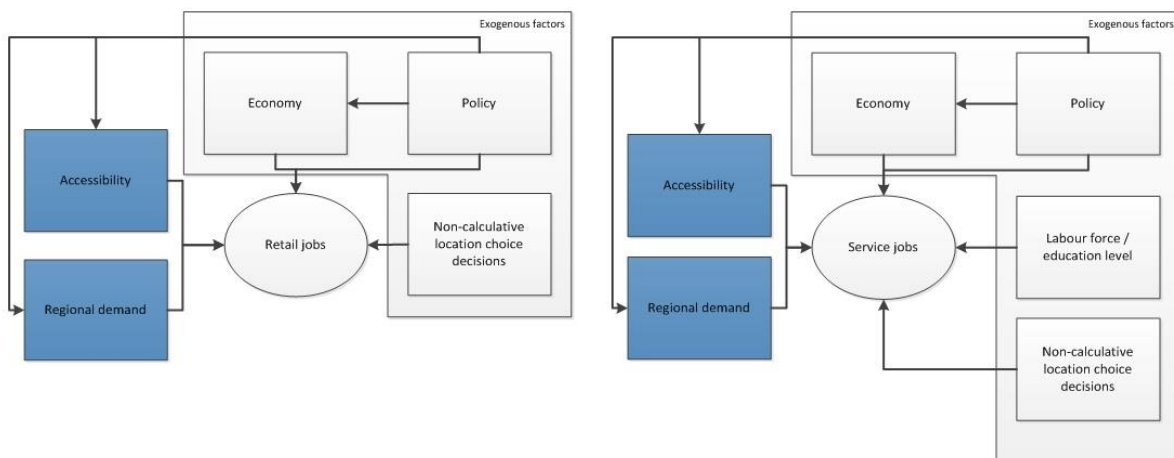 Exogenous factors
Economy
Policy
Accessibility
Retail jobs
Non-calculative
location choice
decisions
Regional demand
Exogenous factors
Economy
Policy
Accessibility
Service jobs
Labour force /
education level
Regional demand
Non-calculative
location choice
decisions